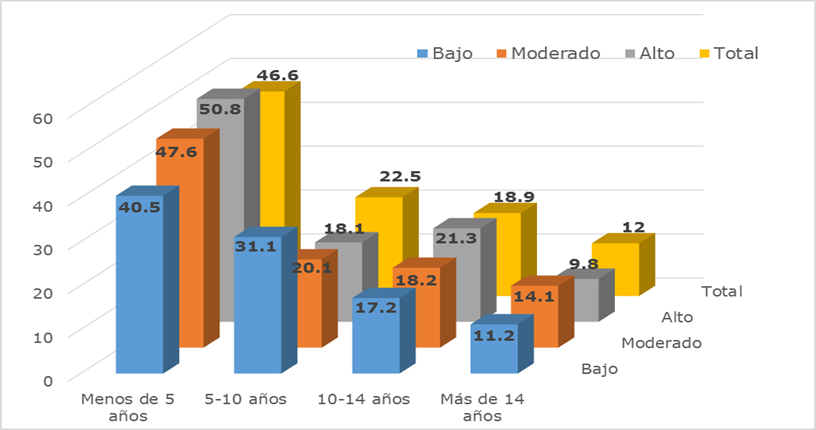 Bajo Moderado Alto Total
60
50
40
30
20
10
0
40.5
47.6
50.8
46.6
31.1
20.1
18.1
22.5
17.2
18.2
21.3
18.9
11.2
14.1
9.8
12
Menos de 5
años
5-10 años
10-14 años
Más de 14
años
Total
Alto
Moderado
Bajo